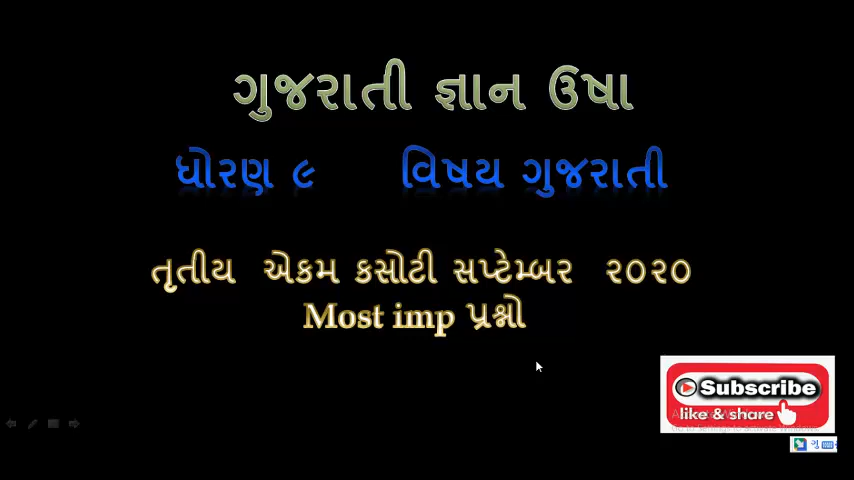 ગુજરાતી જ્ઞાન ઉષા
ધોરણ ૯ વિષય ગુજરાતી
તૃતીય એકમ કસોટી સપ્ટેમ્બર ૨૦૨૦
Most imp પ્રશ્નો
Subscribe
like & share